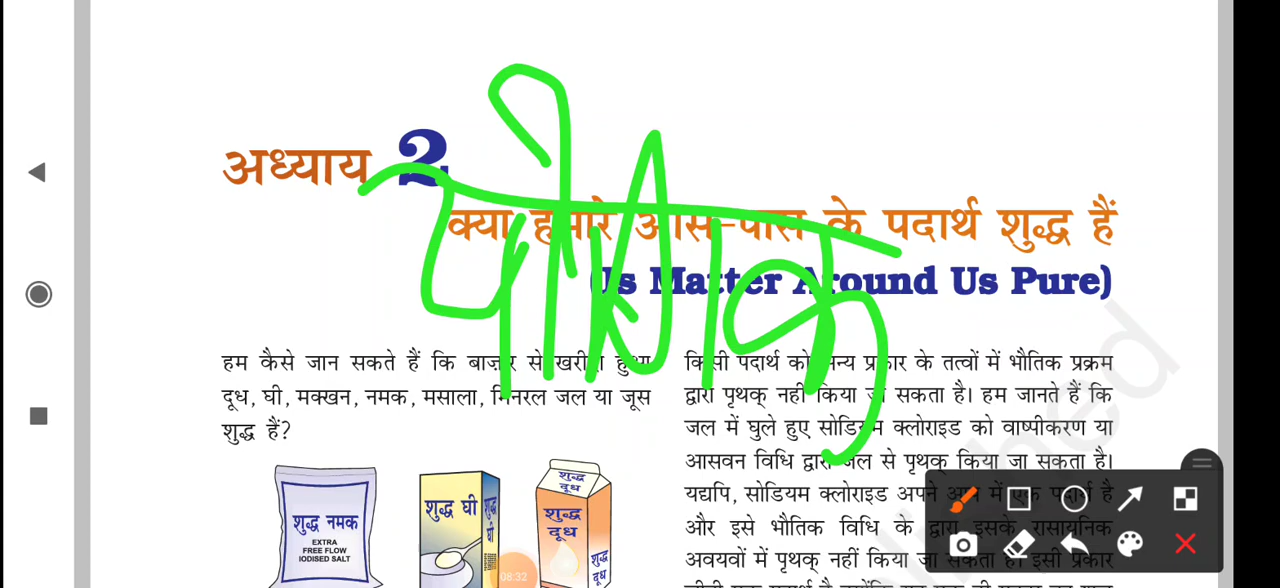 अध्याय 2
क्या हमारे आस-पास के पदार्थ शुद्ध हैं
(Is Matter Around Us Pure)
यौगिक
हम कैसे जान सकते हैं कि बाज़ार से खरीदा हुआ
दूध, घी, मक्खन, नमक, मसाला, मिनरल जल या जूस
शुद्ध हैं?
शुद्ध नमक
EXTRA
FREE FLOW
IODISED SALT
शुद्ध घी
शुद्ध घी
शुद्ध
दूध
शुद्ध
दूध
शुद्ध
दूध
08:32
किसी पदार्थ को अन्य प्रकार के तत्वों में भौतिक प्रक्रम
द्वारा पृथक् नहीं किया जा सकता है। हम जानते हैं कि
जल में घुले हुए सोडियम क्लोराइड को वाष्पीकरण या
आसवन विधि द्वारा जल से पृथक् किया जा सकता है।
यद्यपि, सोडियम क्लोराइड अपने आप में एक पदार्थ है
और इसे भौतिक विधि के द्वारा इसके रासायनिक
अवयवों में पृथक् नहीं किया जा सकता है। इसी प्रकार